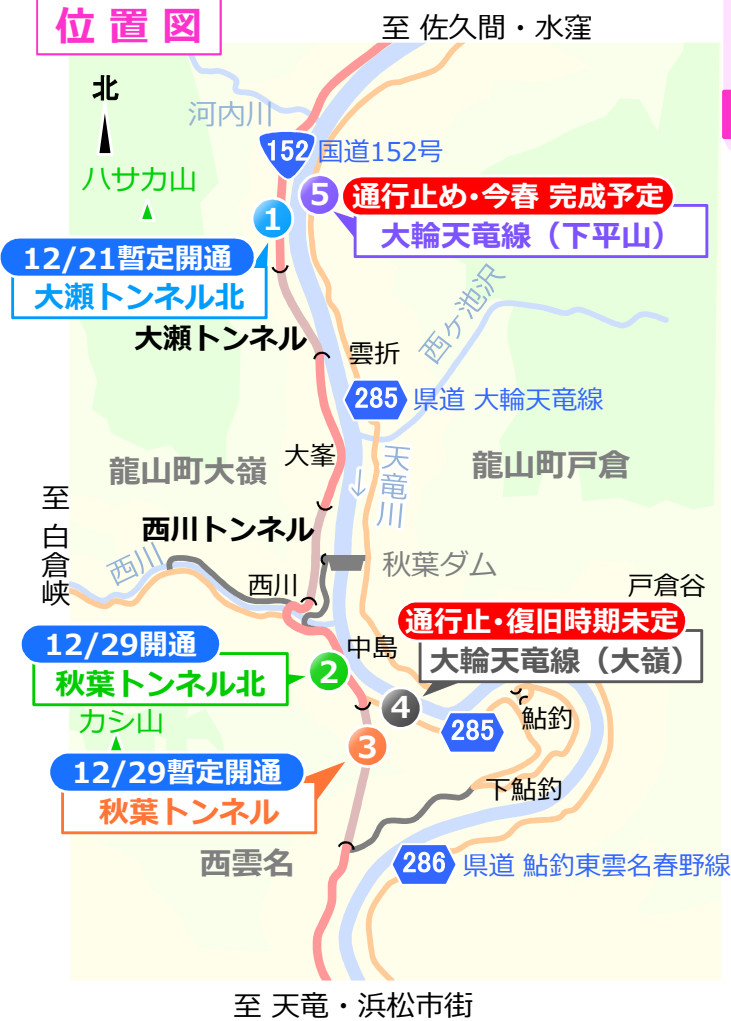 位置図
至 佐久間・水窪
北
河内川
152 国道152号
ハサカ山
5 通行止め・今春 完成予定
大輪天竜線（下平山）
1
12/21暫定開通
大瀬トンネル北
大瀬トンネル
雲折
西ヶ池沢
285 県道 大輪天竜線
大峯
天竜川
↓
龍山町大嶺
龍山町戸倉
至 白倉峡
西川トンネル
西川
秋葉ダム
西川
戸倉谷
通行止・復旧時期未定
大輪天竜線（大嶺）
12/29開通
秋葉トンネル北
中島
2
4
カシ山
285
鮎釣
3
12/29暫定開通
秋葉トンネル
下鮎釣
西雲名
286 県道 鮎釣東雲名春野線
至 天竜・浜松市街